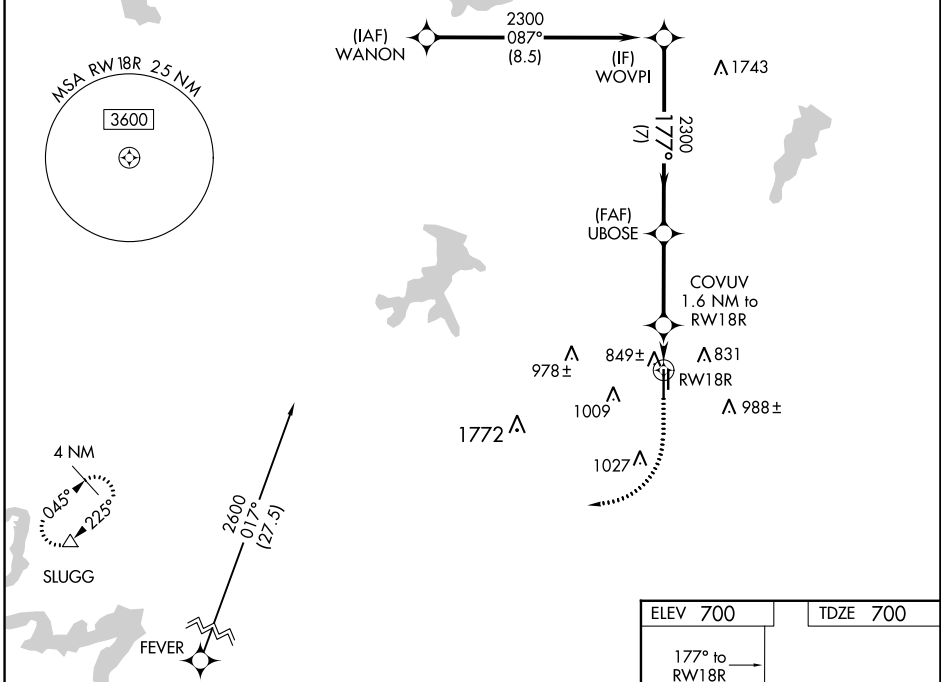 MSA RW 18R 25 NM
3600
(IAF)
WANON
2300
087°
(8.5)
(IF)
WOVPI
1743
2300
177°
(7)
(FAF)
UBOSE
COVUV
1.6 NM to
RW18R
849±
831
978±
RW18R
1009
988±
1772
1027
4 NM
045°
225°
SLUGG
2600
017°
(27.5)
FEVER
ELEV 700
TDZE 700
177° to
RW18R